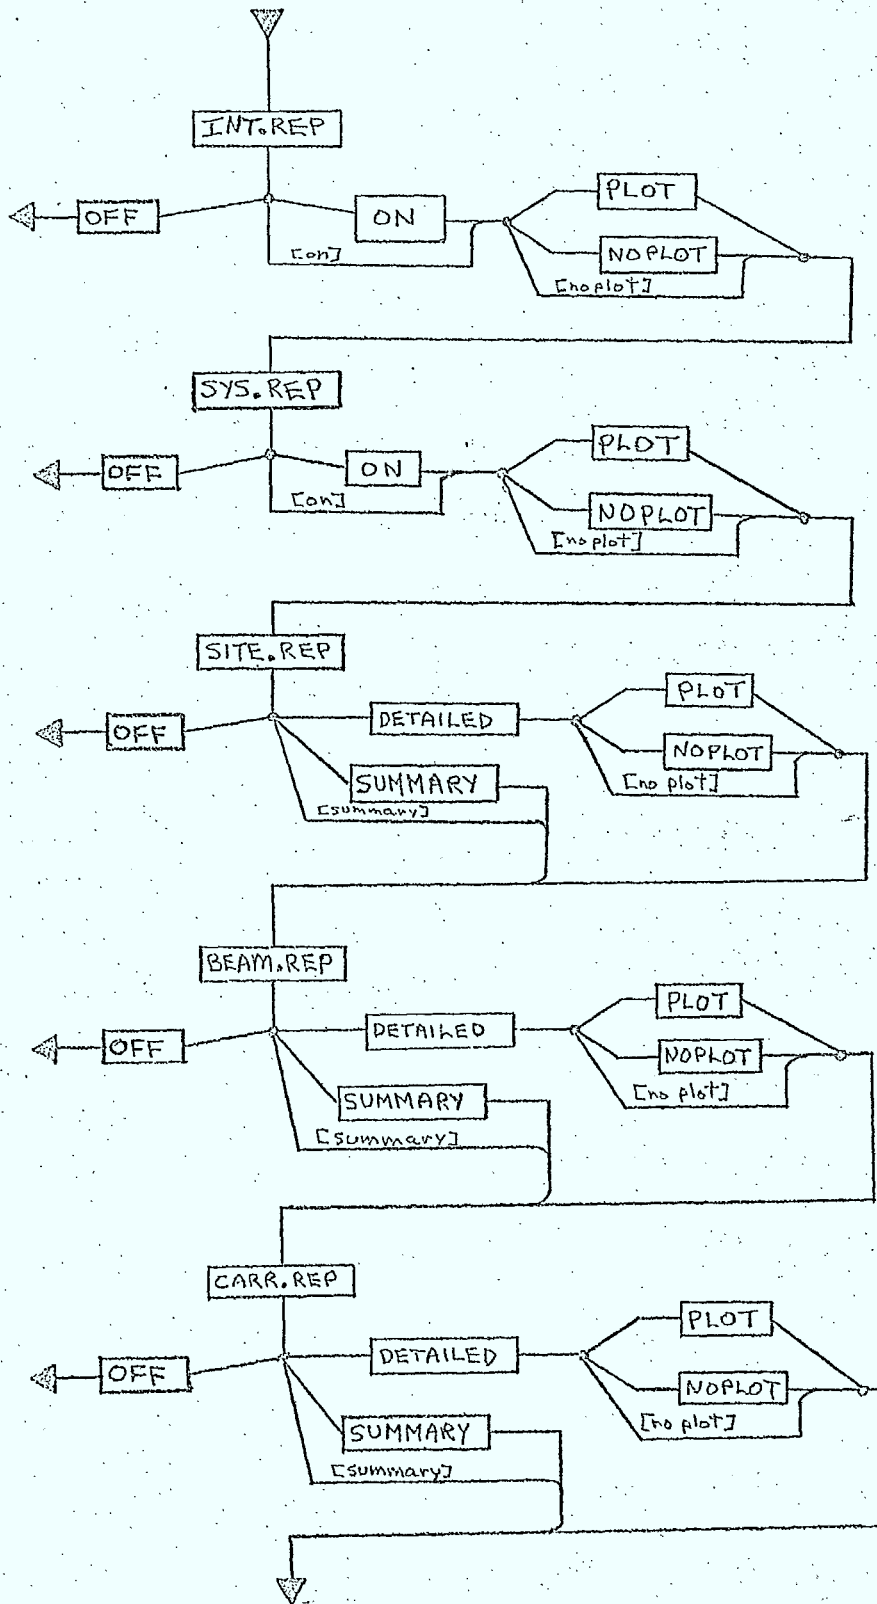 INT.REP
PLOT
OFF
ON
NOPLOT
[on]
[no plot]
SYS.REP
PLOT
OFF
ON
NOPLOT
[on]
[no plot]
SITE.REP
PLOT
OFF
DETAILED
NOPLOT
SUMMARY
[no plot]
[summary]
BEAM.REP
PLOT
OFF
DETAILED
NOPLOT
SUMMARY
[no plot]
[summary]
CARR.REP
PLOT
OFF
DETAILED
NOPLOT
SUMMARY
[no plot]
[summary]